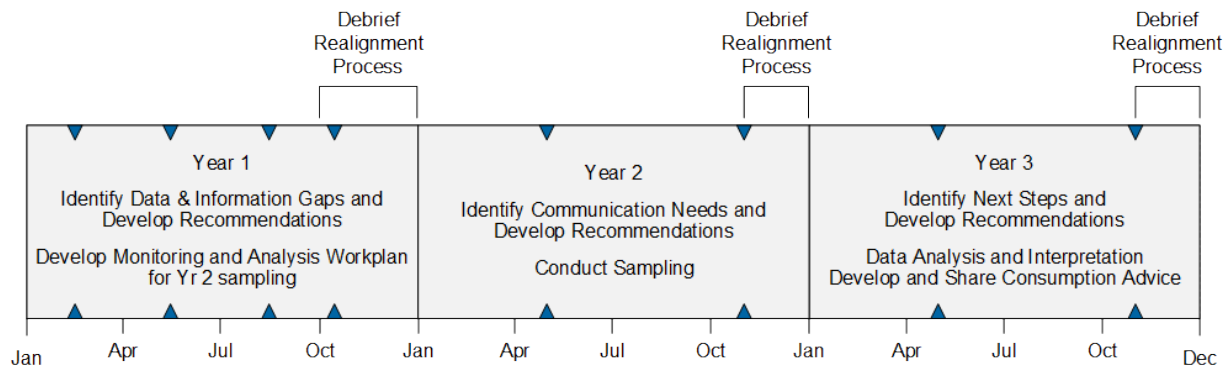 Debrief
Realignment
Process
Debrief
Realignment
Process
Debrief
Realignment
Process
Year 1
Identify Data & Information Gaps and
Develop Recommendations
Develop Monitoring and Analysis Workplan
for Yr 2 sampling
Year 2
Identify Communication Needs and
Develop Recommendations
Conduct Sampling
Year 3
Identify Next Steps and
Develop Recommendations
Data Analysis and Interpretation
Develop and Share Consumption Advice
Jan
Apr
Jul
Oct
Jan
Apr
Jul
Oct
Jan
Apr
Jul
Oct
Dec